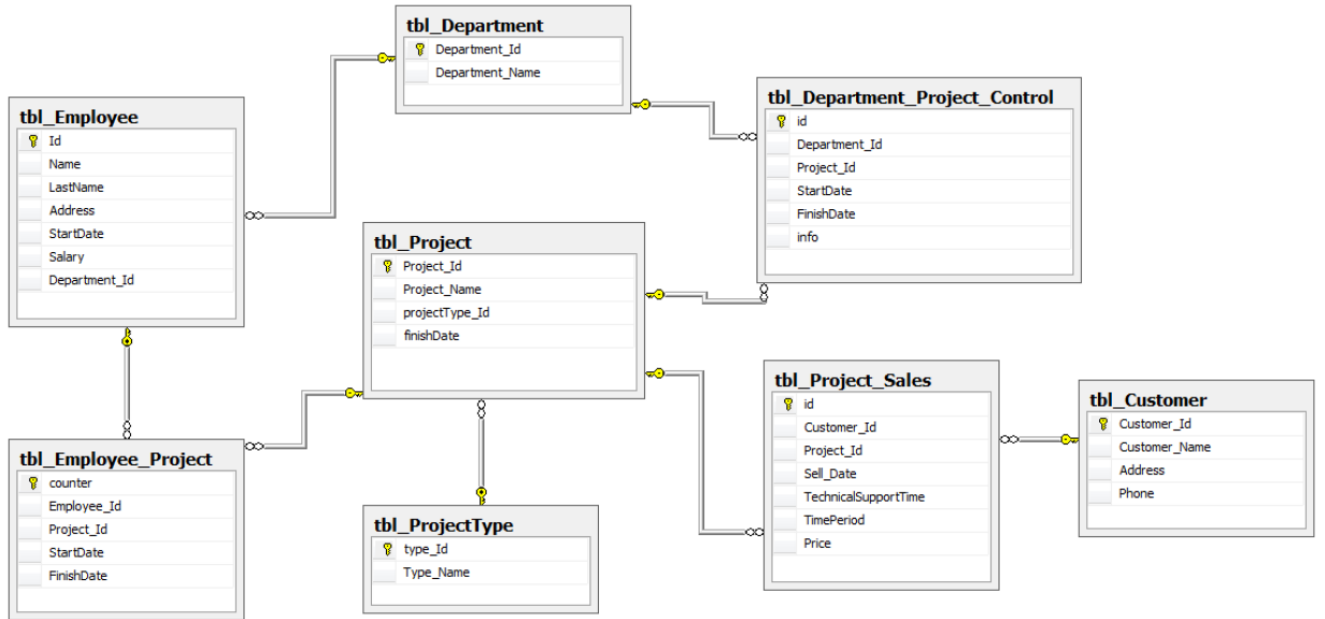 tbl_Department
Department_Id
Department_Name
tbl_Employee
Id
Name
LastName
Address
StartDate
Salary
Department_Id
tbl_Department_Project_Control
id
Department_Id
Project_Id
StartDate
FinishDate
info
tbl_Project
Project_Id
Project_Name
projectType_Id
finishDate
tbl_Project_Sales
id
Customer_Id
Project_Id
Sell_Date
TechnicalSupportTime
TimePeriod
Price
tbl_Customer
Customer_Id
Customer_Name
Address
Phone
tbl_Employee_Project
counter
Employee_Id
Project_Id
StartDate
FinishDate
tbl_ProjectType
type_Id
Type_Name